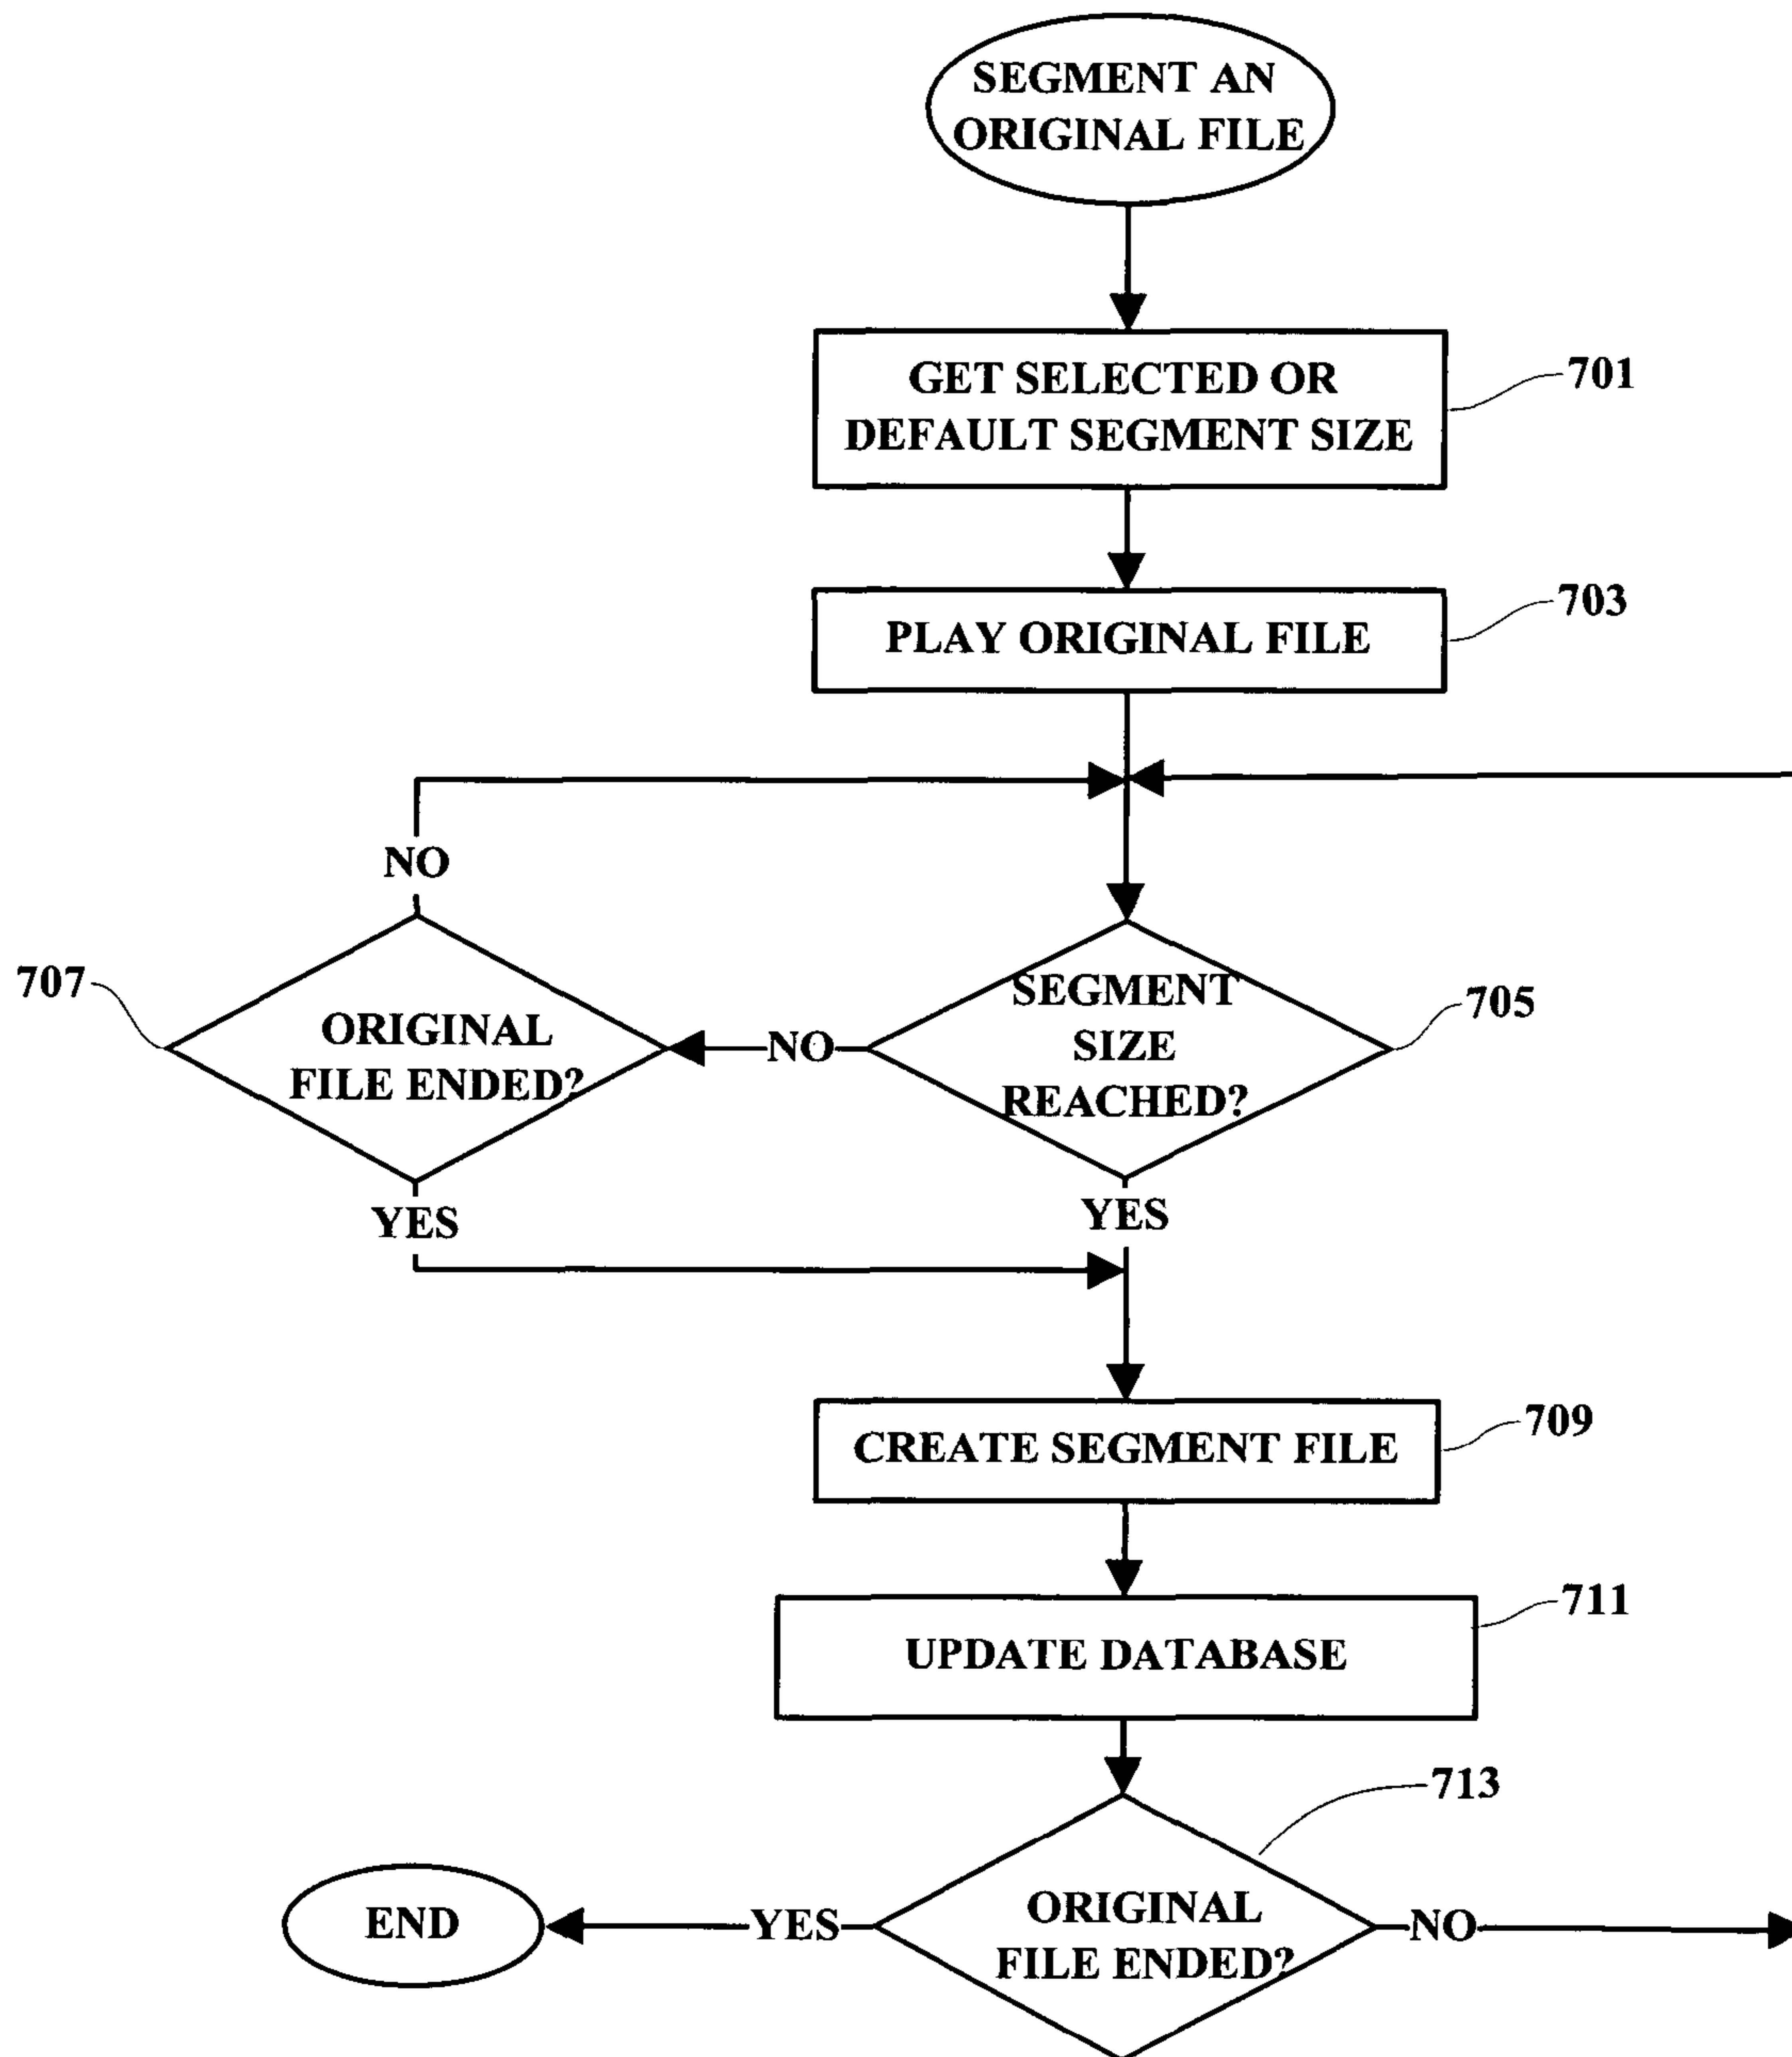 SEGMENT AN
ORIGINAL FILE
GET SELECTED OR
DEFAULT SEGMENT SIZE
701
PLAY ORIGINAL FILE
703
NO
707
ORIGINAL
FILE ENDED?
NO
SEGMENT
SIZE
REACHED?
705
YES
YES
CREATE SEGMENT FILE
709
UPDATE DATABASE
711
713
END
YES
ORIGINAL
FILE ENDED?
NO